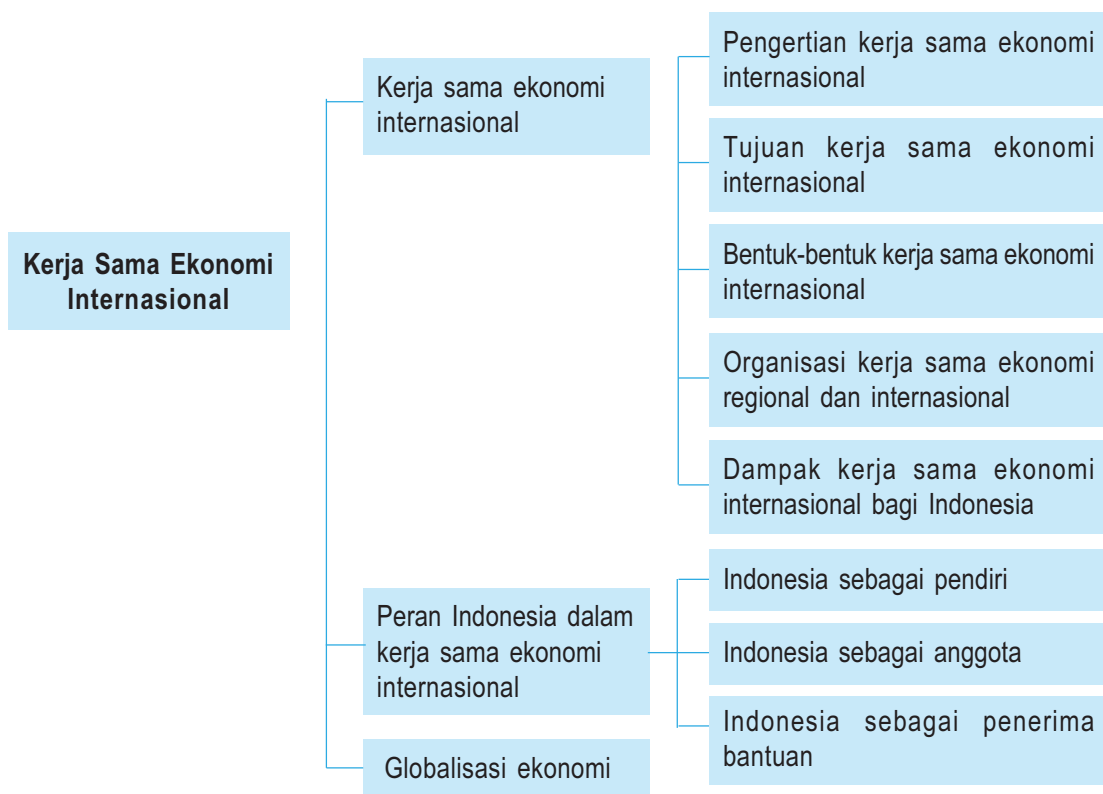 Kerja Sama Ekonomi
Internasional
Kerja sama ekonomi
internasional
Pengertian kerja sama ekonomi
internasional
Tujuan kerja sama ekonomi
internasional
Bentuk-bentuk kerja sama ekonomi
internasional
Organisasi kerja sama ekonomi
regional dan internasional
Dampak kerja sama ekonomi
internasional bagi Indonesia
Peran Indonesia dalam
kerja sama ekonomi
internasional
Indonesia sebagai pendiri
Indonesia sebagai anggota
Indonesia sebagai penerima
bantuan
Globalisasi ekonomi